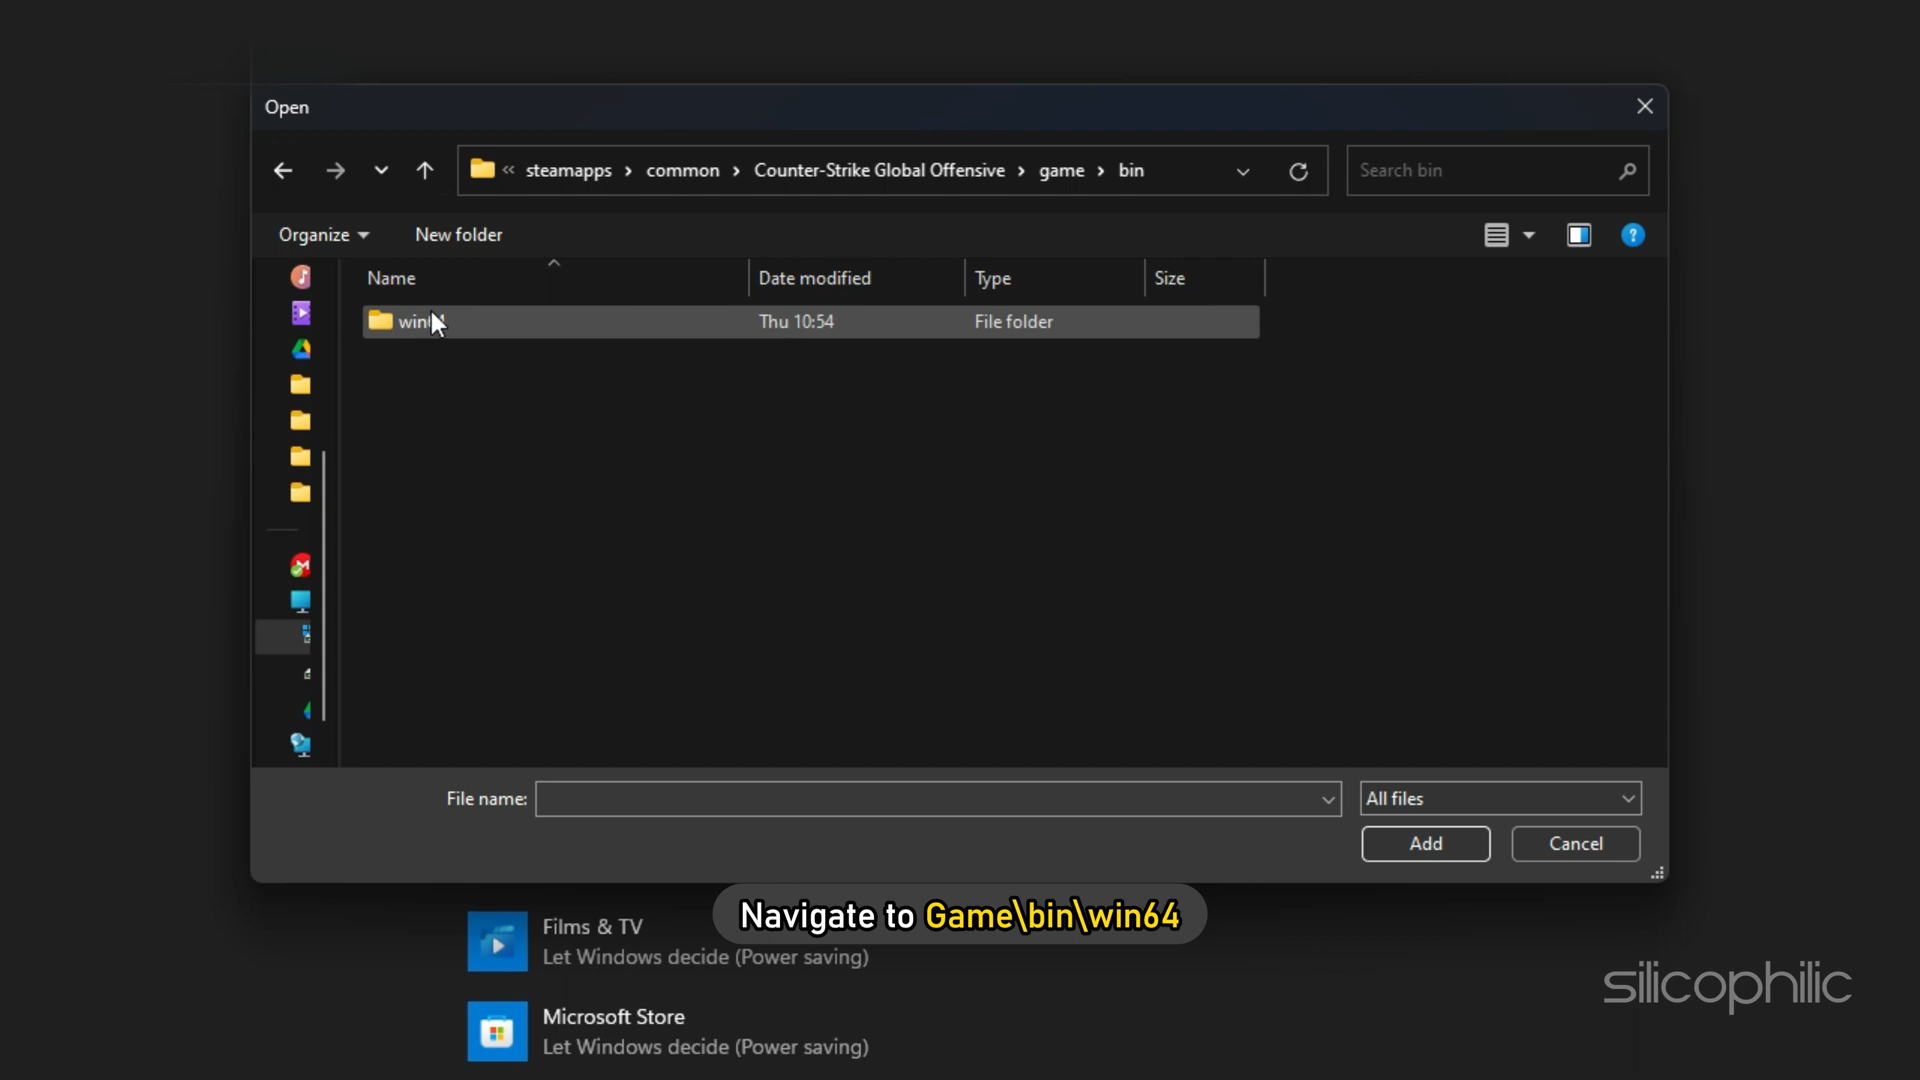 Open
« steamapps › common › Counter-Strike Global Offensive › game › bin
Search bin
Organize
New folder
Name
Date modified
Type
Size
win64
Thu 10:54
File folder
File name:
All files
Add
Cancel
Navigate to Game\bin\win64
Films & TV
Let Windows decide (Power saving)
Microsoft Store
Let Windows decide (Power saving)
silicophilic